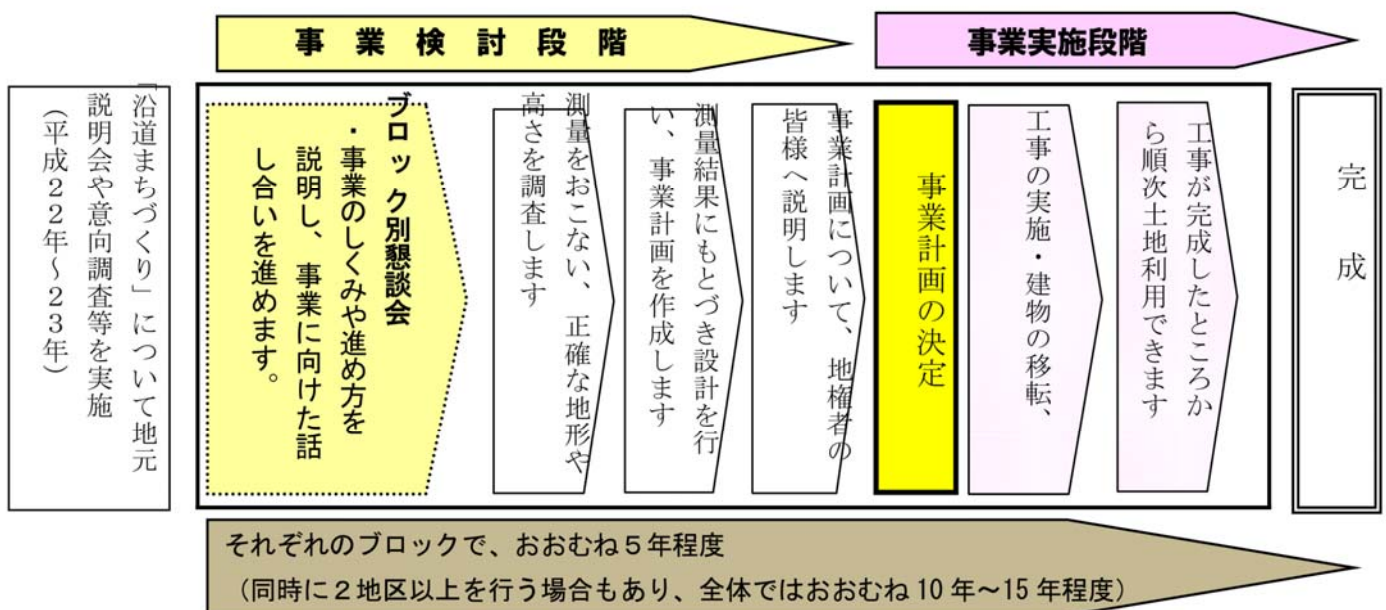 事業検討段階
事業実施段階
「沿道まちづくり」について地元
説明会や意向調査等を実施
（平成２２年～２３年）
ブロック別懇談会
・事業のしくみや進め方を
説明し、事業に向けた話
し合いを進めます。
測量をおこない、正確な地形や
高さを調査します
測量結果にもとづき設計を行
い、事業計画を作成します
事業計画について、地権者の
皆様へ説明します
事業計画の決定
工事の実施・建物の移転、
工事が完成したところか
ら順次土地利用できます
完成
それぞれのブロックで、おおむね５年程度
（同時に２地区以上を行う場合もあり、全体ではおおむね 10 年～15 年程度）